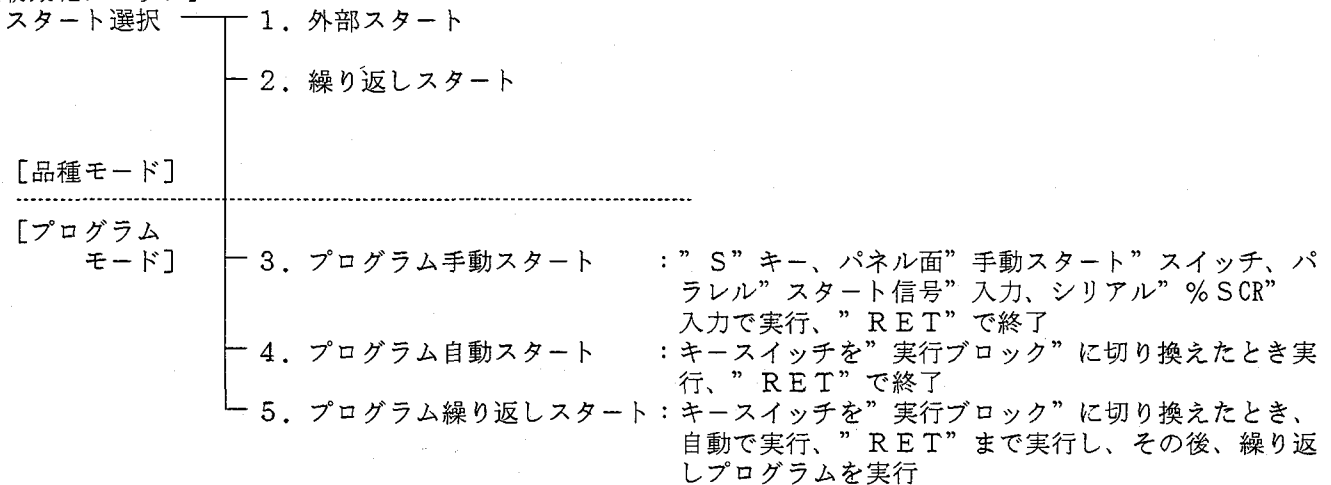 スタート選択 1．外部スタート
2．繰り返しスタート
［品種モード］
［プログラム
モード］ 3．プログラム手動スタート ：”S”キー、パネル面”手動スタート”スイッチ、パ
ラレル”スタート信号”入力、シリアル”％SCR”
入力で実行、”RET”で終了
4．プログラム自動スタート ：キースイッチを”実行ブロック”に切り換えたとき実
行、”RET”で終了
5．プログラム繰り返しスタート：キースイッチを”実行ブロック”に切り換えたとき、
自動で実行、”RET”まで実行し、その後、繰り返
しプログラムを実行